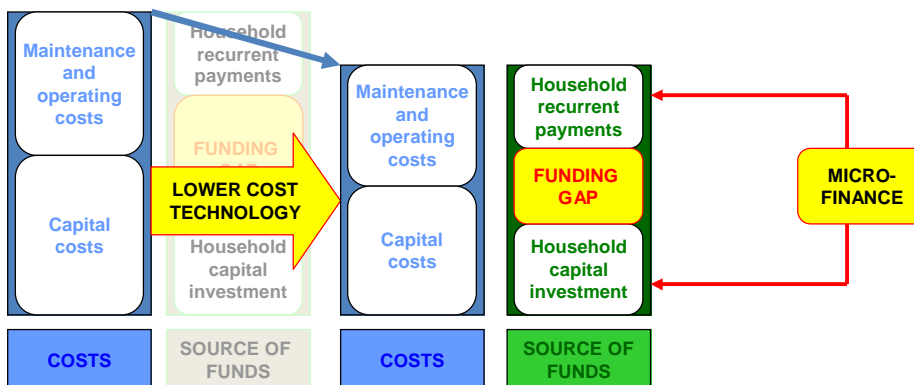 Maintenance
and
operating
costs
Capital
costs
COSTS
Household
recurrent
payments
FUNDING
GAP
Household
capital
investment
SOURCE OF
FUNDS
LOWER COST
TECHNOLOGY
Maintenance
and
operating
costs
Capital
costs
COSTS
Household
recurrent
payments
FUNDING
GAP
Household
capital
investment
SOURCE OF
FUNDS
MICRO-
FINANCE